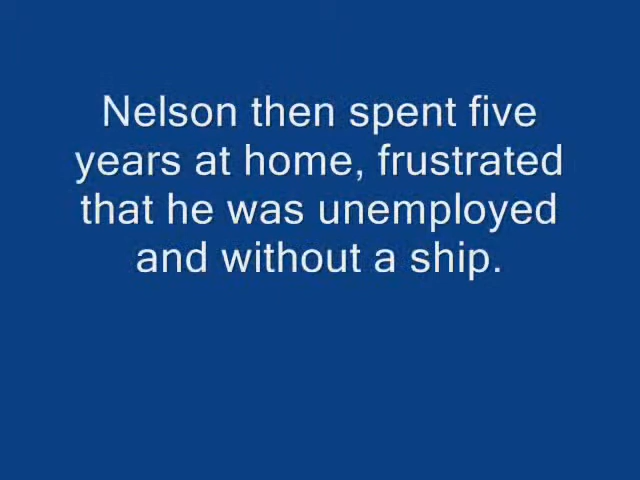 Nelson then spent five
years at home, frustrated
that he was unemployed
and without a ship.